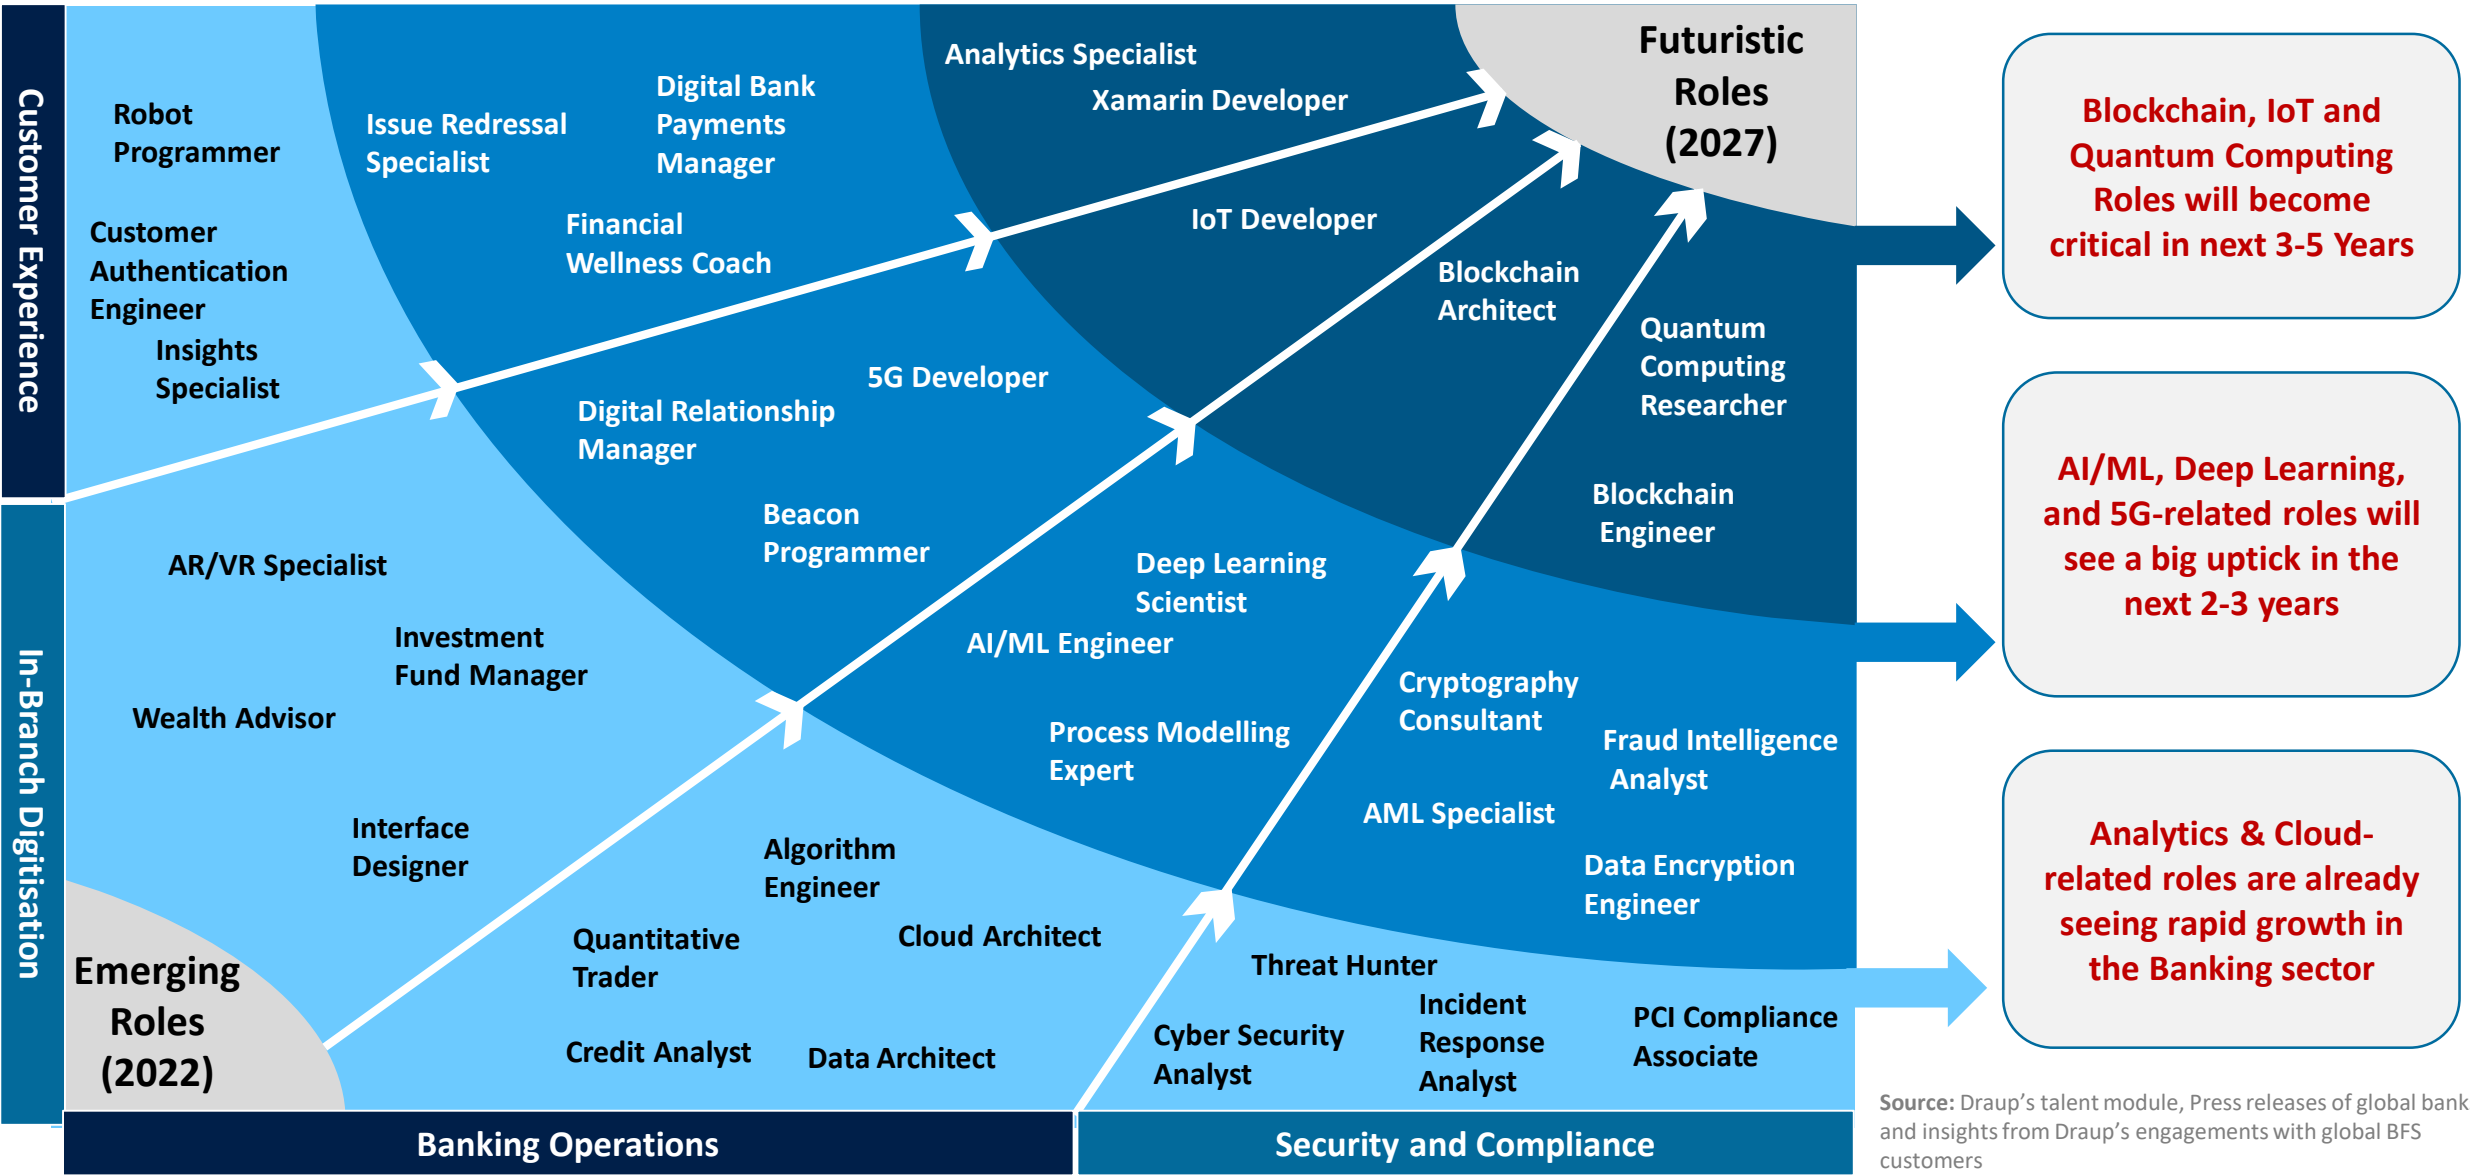 Customer Experience
In-Branch Digitisation
Robot
Programmer
Customer
Authentication
Engineer
Insights
Specialist
Issue Redressal
Specialist
Digital Bank
Payments
Manager
Financial
Wellness Coach
Analytics Specialist
Xamarin Developer
Futuristic
Roles
(2027)
IoT Developer
Blockchain
Architect
Quantum
Computing
Researcher
Blockchain
Engineer
5G Developer
Digital Relationship
Manager
Beacon
Programmer
AR/VR Specialist
Investment
Fund Manager
Wealth Advisor
Interface
Designer
Deep Learning
Scientist
AI/ML Engineer
Process Modelling
Expert
Cryptography
Consultant
Fraud Intelligence
Analyst
AML Specialist
Data Encryption
Engineer
Emerging
Roles
(2022)
Algorithm
Engineer
Quantitative
Trader
Cloud Architect
Credit Analyst
Data Architect
Threat Hunter
Cyber Security
Analyst
Incident
Response
Analyst
PCI Compliance
Associate
Banking Operations
Security and Compliance
Blockchain, IoT and
Quantum Computing
Roles will become
critical in next 3-5 Years
AI/ML, Deep Learning,
and 5G-related roles will
see a big uptick in the
next 2-3 years
Analytics & Cloud-
related roles are already
seeing rapid growth in
the Banking sector
Source: Draup's talent module, Press releases of global bank
and insights from Draup's engagements with global BFS
customers